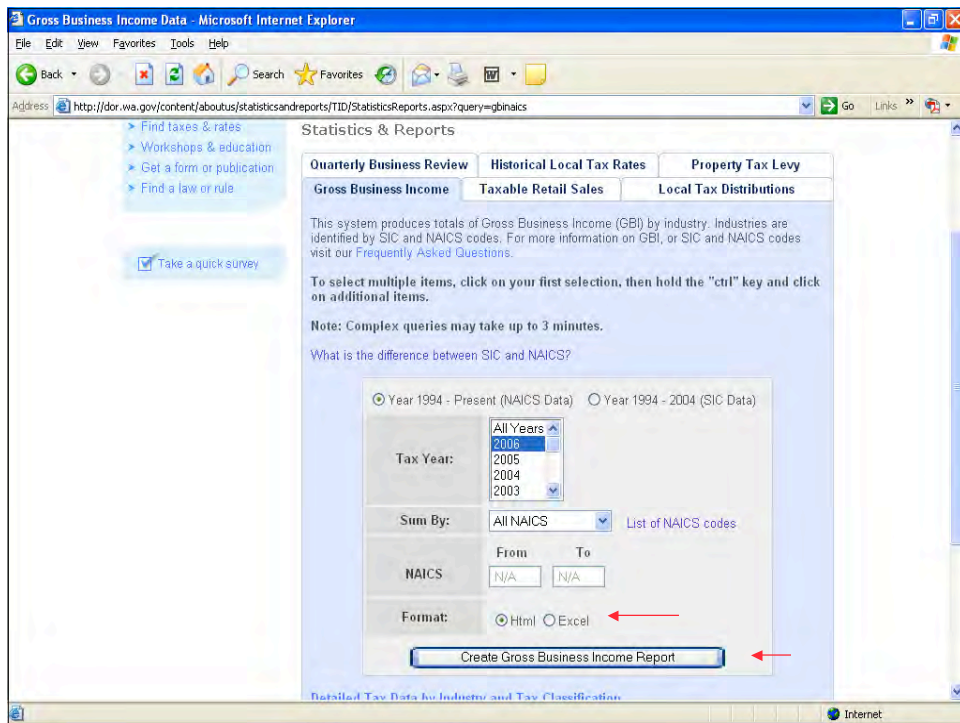 Gross Business Income Data - Microsoft Internet Explorer
File Edit View Favorites Tools Help
Back Search Favorites
Address http://dor.wa.gov/content/aboutus/statisticsandreports/TID/StatisticsReports.aspx?query=gbinaics Go Links »
Find taxes & rates
Workshops & education
Get a form or publication
Find a law or rule
Take a quick survey
Statistics & Reports
Quarterly Business Review Historical Local Tax Rates Property Tax Levy
Gross Business Income Taxable Retail Sales Local Tax Distributions
This system produces totals of Gross Business Income (GBI) by industry. Industries are
identified by SIC and NAICS codes. For more information on GBI, or SIC and NAICS codes
visit our Frequently Asked Questions.
To select multiple items, click on your first selection, then hold the "ctrl" key and click
on additional items.
Note: Complex queries may take up to 3 minutes.
What is the difference between SIC and NAICS?
Year 1994 - Present (NAICS Data) Year 1994 - 2004 (SIC Data)
Tax Year:
All Years
2006
2005
2004
2003
Sum By: All NAICS List of NAICS codes
From To
NAICS N/A N/A
Format: Html Excel
Create Gross Business Income Report
Detailed Tax Data by Industry and Tax Classification
Internet